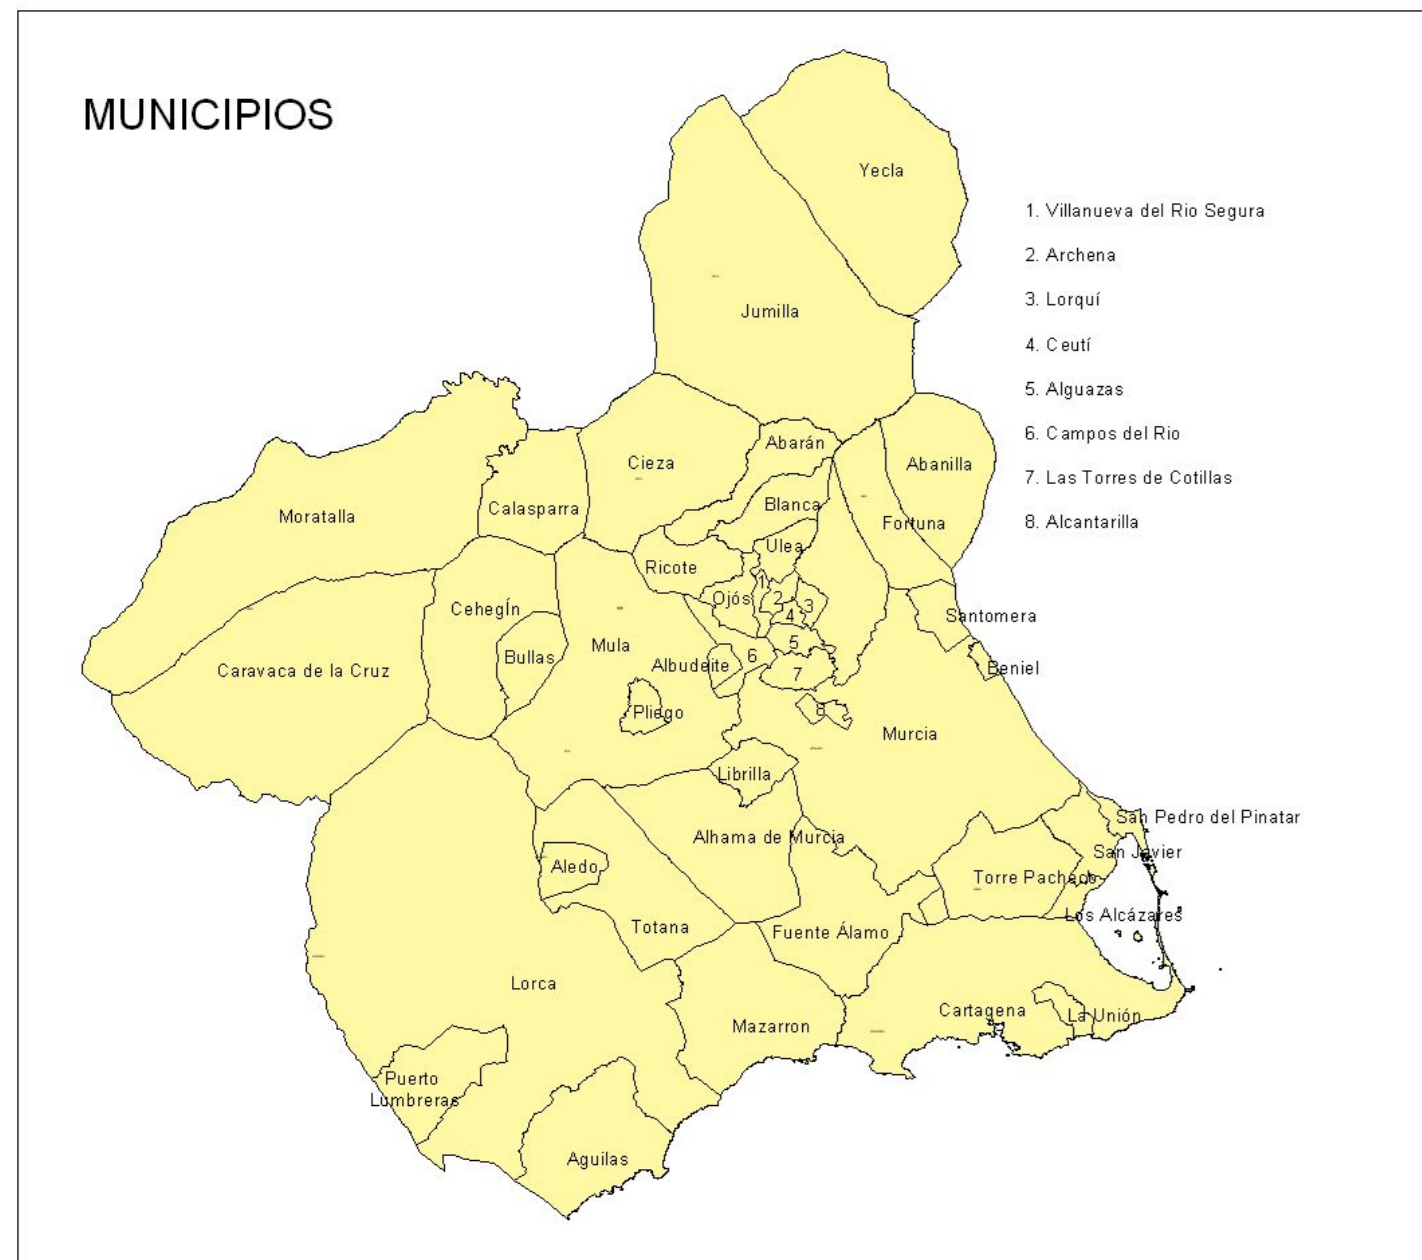 MUNICIPIOS
Yecla
1. Villanueva del Rio Segura
2. Archena
3. Lorquí
4. Ceutí
5. Alguazas
6. Campos del Rio
7. Las Torres de Cotillas
8. Alcantarilla
Jumilla
Abarán
Cieza
Abanilla
Calasparra
Blanca
Moratalla
Fortuna
Ulea
Ricote
1
Ojós
2
3
Cehegín
4
Santomera
Mula
5
Bullas
6
Albudeite
Beniel
Caravaca de la Cruz
7
Pliego
8
Murcia
Librilla
San Pedro del Pinatar
Alhama de Murcia
San Javier
Aledo
Torre Pacheco
Los Alcázares
Totana
Fuente Álamo
Lorca
Cartagena
La Unión
Mazarron
Puerto
Lumbreras
Aguilas